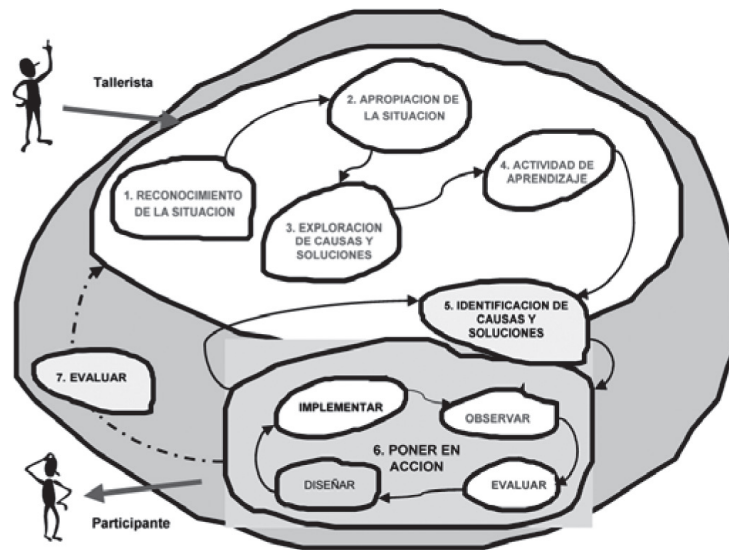 Tallerista
2. APROPIACION DE
LA SITUACION
4. ACTIVIDAD DE
APRENDIZAJE
1. RECONOCIMIENTO
DE LA SITUACION
3. EXPLORACION
DE CAUSAS Y
SOLUCIONES
5. IDENTIFICACION DE
CAUSAS Y
SOLUCIONES
7. EVALUAR
IMPLEMENTAR
OBSERVAR
6. PONER EN
ACCION
DISEÑAR
EVALUAR
Participante